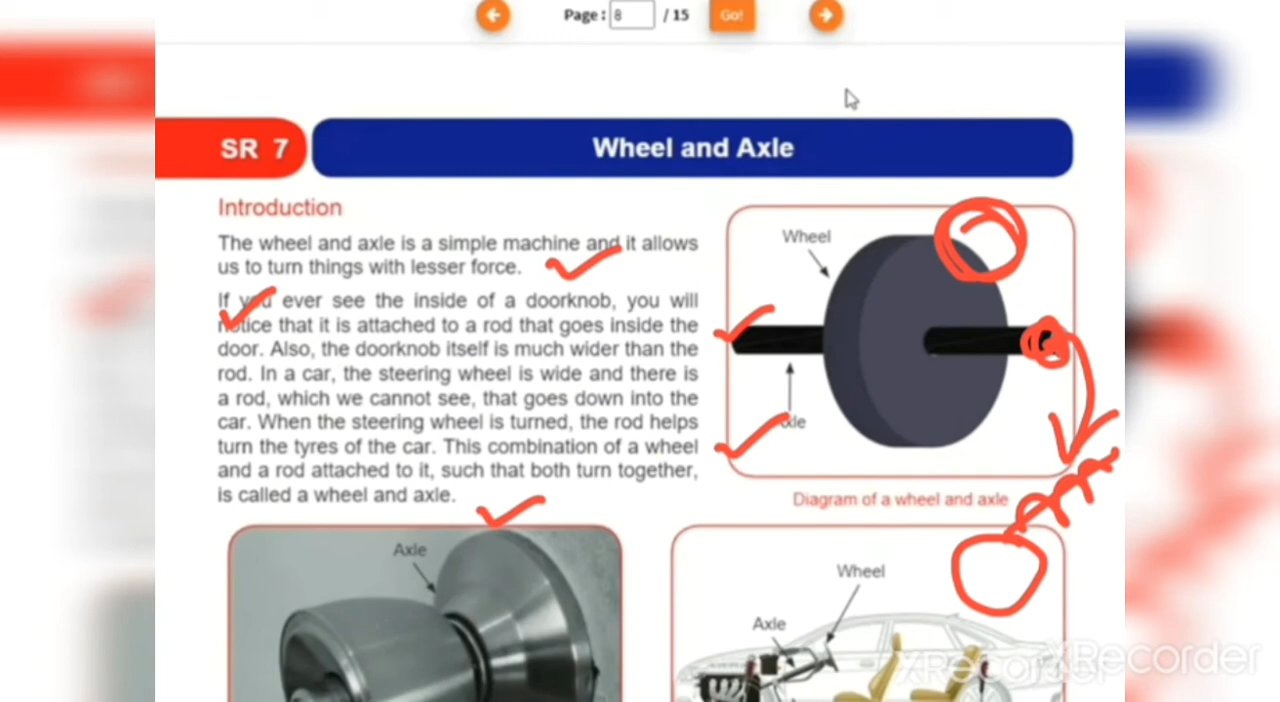 Page: 8 / 15 Go!
SR 7
Wheel and Axle
Introduction
The wheel and axle is a simple machine and it allows
us to turn things with lesser force.
If you ever see the inside of a doorknob, you will
notice that it is attached to a rod that goes inside the
door. Also, the doorknob itself is much wider than the
rod. In a car, the steering wheel is wide and there is
a rod, which we cannot see, that goes down into the
car. When the steering wheel is turned, the rod helps
turn the tyres of the car. This combination of a wheel
and a rod attached to it, such that both turn together,
is called a wheel and axle.
Wheel
Axle
Diagram of a wheel and axle
Axle
Wheel
Axle
XRecorder
XRecorder